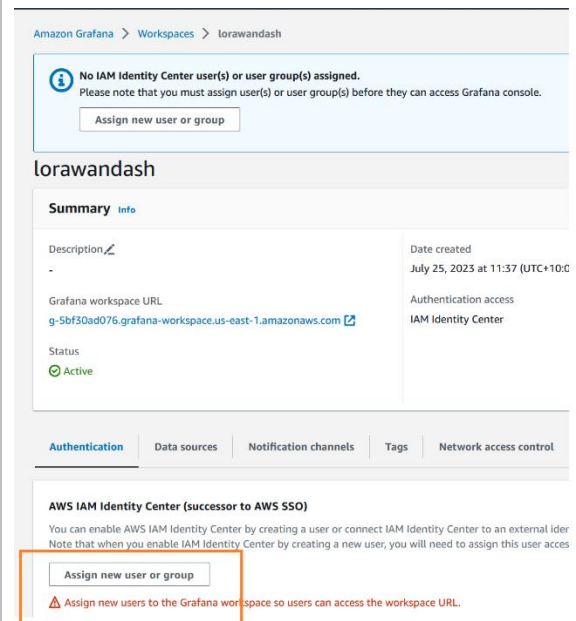 Amazon Grafana > Workspaces > lorawandash
No IAM Identity Center user(s) or user group(s) assigned.
Please note that you must assign user(s) or user group(s) before they can access Grafana console.
Assign new user or group
lorawandash
Summary Info
Description
-
Date created
July 25, 2023 at 11:37 (UTC+10:0
Grafana workspace URL
g-5bf30ad076.grafana-workspace.us-east-1.amazonaws.com
Authentication access
IAM Identity Center
Status
Active
Authentication Data sources Notification channels Tags Network access control
AWS IAM Identity Center (successor to AWS SSO)
You can enable AWS IAM Identity Center by creating a user or connect IAM Identity Center to an external iden
Note that when you enable IAM Identity Center by creating a new user, you will need to assign this user acces
Assign new user or group
Assign new users to the Grafana workspace so users can access the workspace URL.